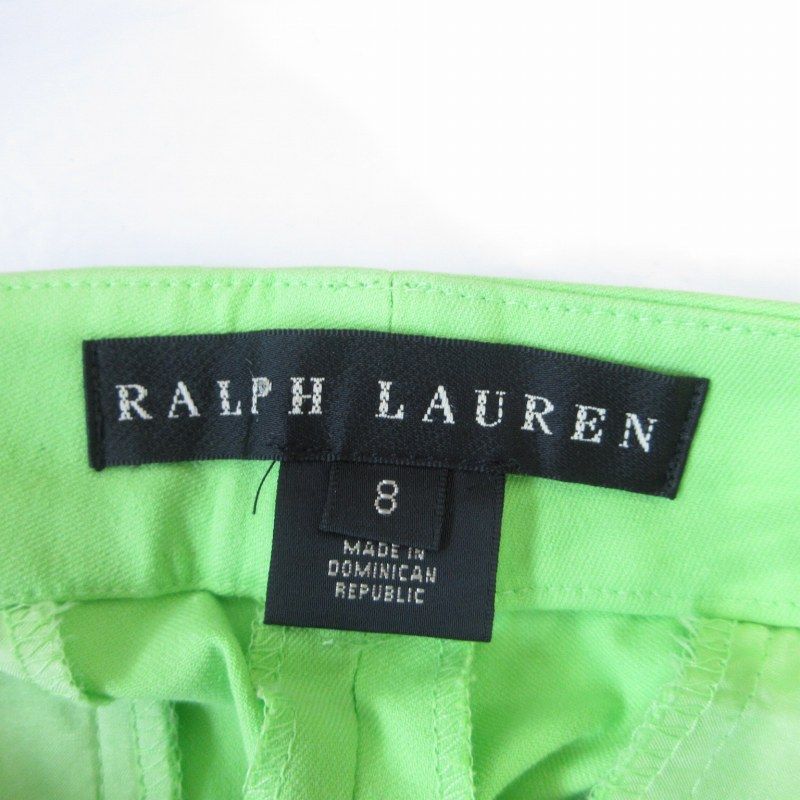 RALPH LAUREN
8
MADE IN
DOMINICAN
REPUBLIC